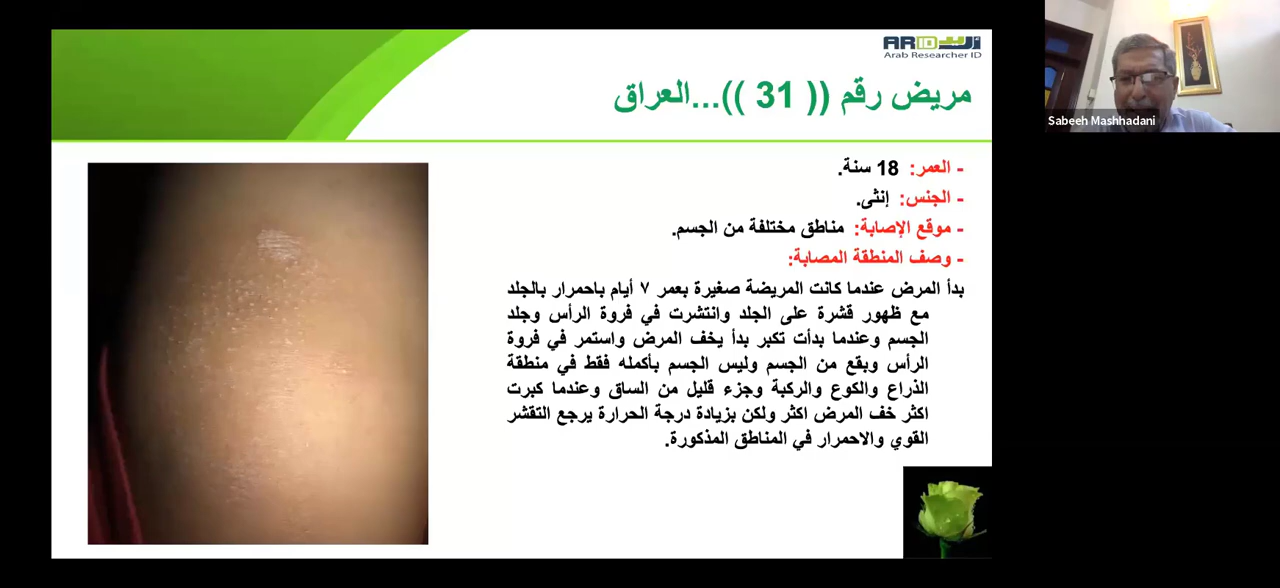 ARID أريد
Arab Researcher ID
مريض رقم (( 31 ))...العراق
Sabeeh Mashhadani
- العمر: 18 سنة.
- الجنس: إنثى.
- موقع الإصابة: مناطق مختلفة من الجسم.
- وصف المنطقة المصابة:
بدأ المرض عندما كانت المريضة صغيرة بعمر ٧ أيام باحمرار بالجلد
مع ظهور قشرة على الجلد وانتشرت في فروة الرأس وجلد
الجسم وعندما بدأت تكبر بدأ يخف المرض واستمر في فروة
الرأس وبقع من الجسم وليس الجسم بأكمله فقط في منطقة
الذراع والكوع والركبة وجزء قليل من الساق وعندما كبرت
اكثر خف المرض اكثر ولكن بزيادة درجة الحرارة يرجع التقشر
القوي والاحمرار في المناطق المذكورة.